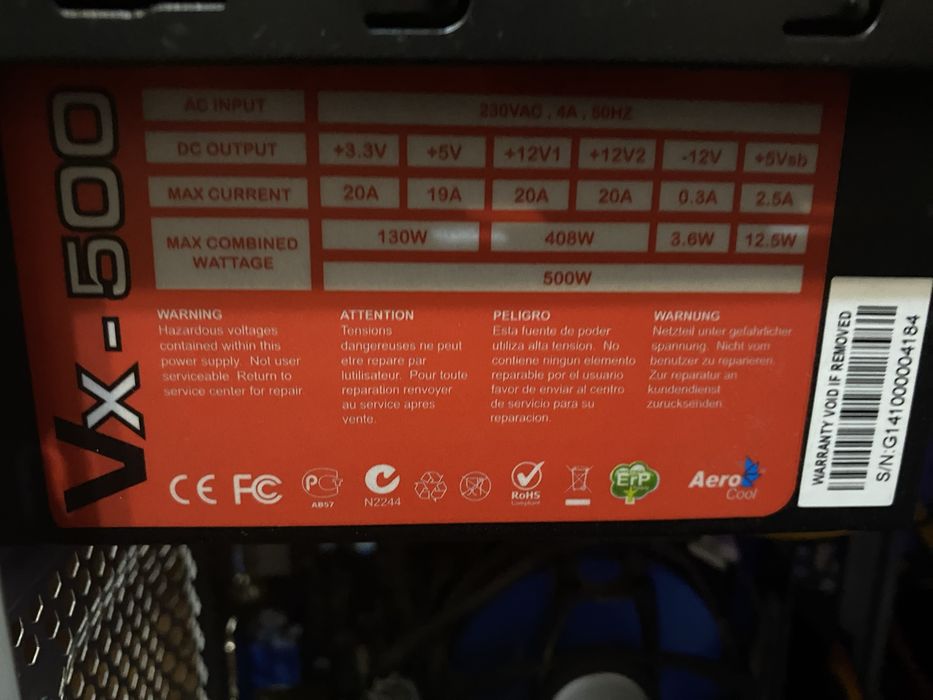 VX-500
AC INPUT 230VAC , 4A , 50HZ
DC OUTPUT +3.3V +5V +12V1 +12V2 -12V +5Vsb
MAX CURRENT 20A 19A 20A 20A 0.3A 2.5A
MAX COMBINED WATTAGE 130W 408W 3.6W 12.5W
500W
WARNING
Hazardous voltages
contained within this
power supply. Not user
serviceable. Return to
service center for repair.
ATTENTION
Tensions
dangereuses ne peut
etre repare par
lutilisateur. Pour toute
reparation renvoyer
au service apres
vente.
PELIGRO
Esta fuente de poder
utiliza alta tension. No
contiene ningun elemento
reparable por el usuario
favor de enviar al centro
de servicio para su
reparacion.
WARNUNG
Netzteil unter gefahrlicher
spannung. Nicht vom
benutzer zu reparieren.
Zur reparatur an
kundendienst
zurucksenden.
CE FC
AB57
N2244
RoHS
Compliant
ErP
Aero
Cool
WARRANTY VOID IF REMOVED
S/N:G141000004184